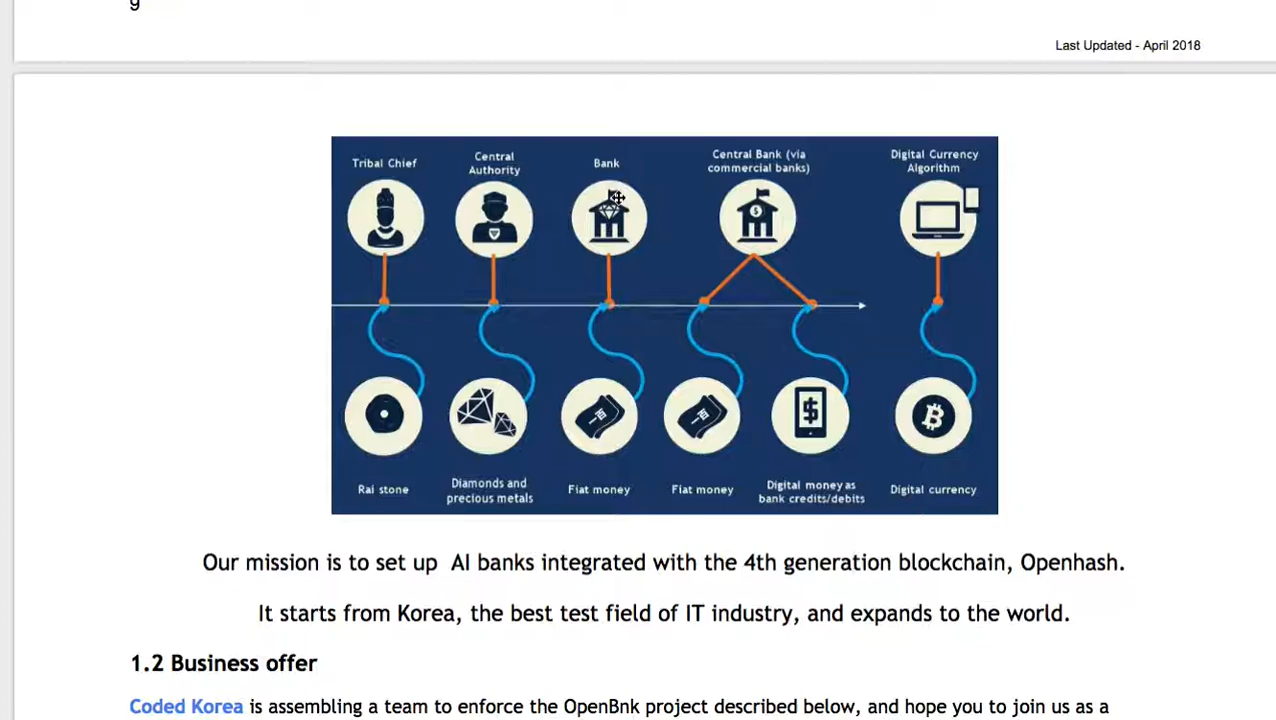 g
Last Updated - April 2018
Tribal Chief
Central
Authority
Bank
Central Bank (via
commercial banks)
Digital Currency
Algorithm
$
一百
一百
$
₿
Rai stone
Diamonds and
precious metals
Fiat money
Fiat money
Digital money as
bank credits/debits
Digital currency
Our mission is to set up  AI banks integrated with the 4th generation blockchain, Openhash.
It starts from Korea, the best test field of IT industry, and expands to the world.
1.2 Business offer
Coded Korea is assembling a team to enforce the OpenBnk project described below, and hope you to join us as a